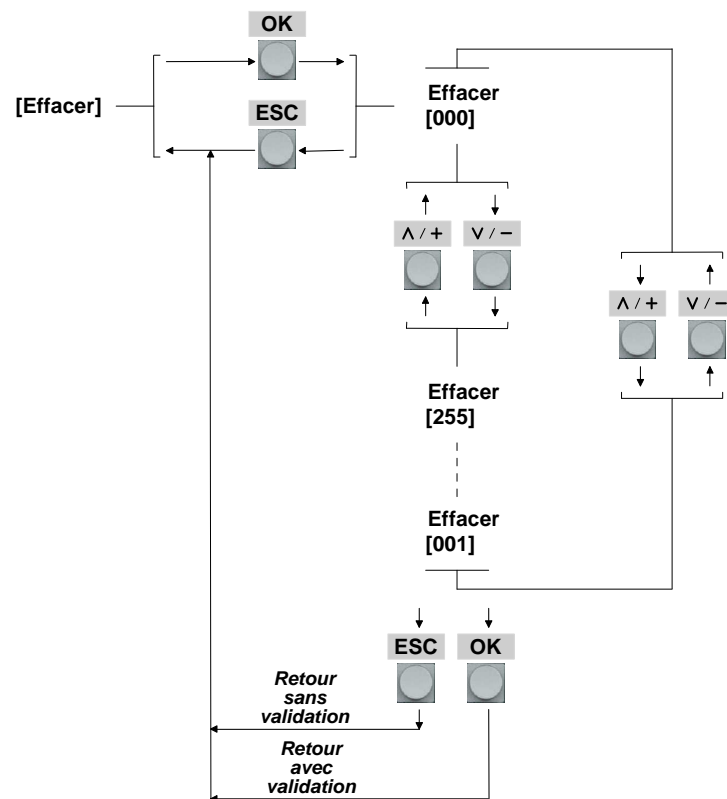 OK
[Effacer]
ESC
Effacer
[000]
∧ / +
∨ / −
∧ / +
∨ / −
Effacer
[255]
Effacer
[001]
ESC
OK
Retour
sans
validation
Retour
avec
validation